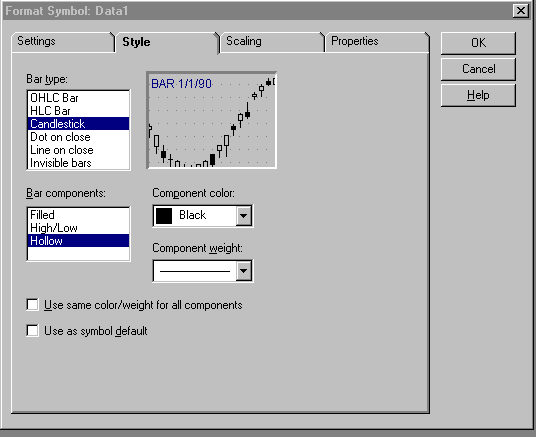 Format Symbol: Data1
Settings
Style
Scaling
Properties
OK
Cancel
Help
Bar type:
OHLC Bar
HLC Bar
Candlestick
Dot on close
Line on close
Invisible bars
BAR 1/1/90
Bar components:
Filled
High/Low
Hollow
Component color:
Black
Component weight:
Use same color/weight for all components
Use as symbol default